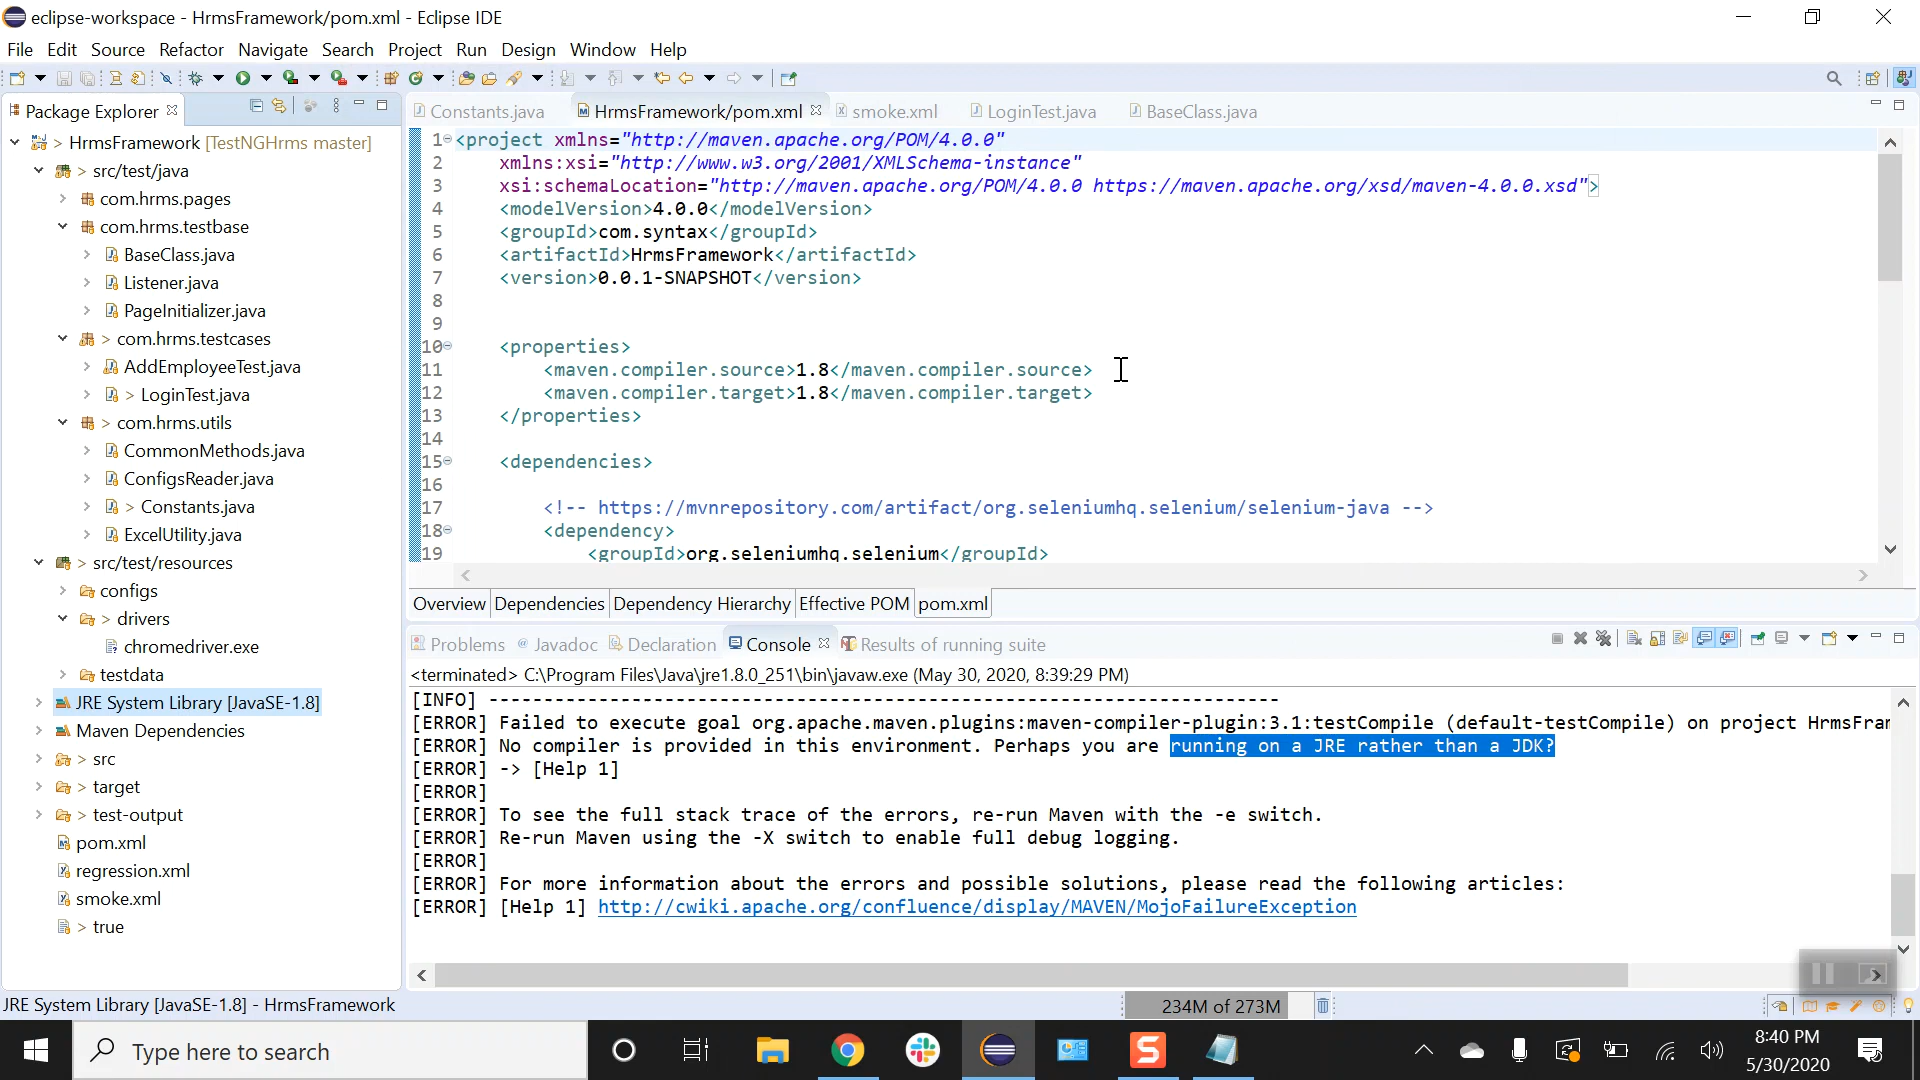 eclipse-workspace - HrmsFramework/pom.xml - Eclipse IDE
File Edit Source Refactor Navigate Search Project Run Design Window Help
Package Explorer
Constants.java HrmsFramework/pom.xml smoke.xml LoginTest.java BaseClass.java
> HrmsFramework [TestNGHrms master]
> src/test/java
com.hrms.pages
com.hrms.testbase
BaseClass.java
Listener.java
PageInitializer.java
> com.hrms.testcases
AddEmployeeTest.java
> LoginTest.java
> com.hrms.utils
CommonMethods.java
ConfigsReader.java
> Constants.java
ExcelUtility.java
> src/test/resources
configs
> drivers
chromedriver.exe
testdata
JRE System Library [JavaSE-1.8]
Maven Dependencies
> src
> target
> test-output
pom.xml
regression.xml
smoke.xml
> true
1 <project xmlns="http://maven.apache.org/POM/4.0.0"
2 xmlns:xsi="http://www.w3.org/2001/XMLSchema-instance"
3 xsi:schemaLocation="http://maven.apache.org/POM/4.0.0 https://maven.apache.org/xsd/maven-4.0.0.xsd">
4 <modelVersion>4.0.0</modelVersion>
5 <groupId>com.syntax</groupId>
6 <artifactId>HrmsFramework</artifactId>
7 <version>0.0.1-SNAPSHOT</version>
8
9
10 <properties>
11 <maven.compiler.source>1.8</maven.compiler.source>
12 <maven.compiler.target>1.8</maven.compiler.target>
13 </properties>
14
15 <dependencies>
16
17 <!-- https://mvnrepository.com/artifact/org.seleniumhq.selenium/selenium-java -->
18 <dependency>
19 <groupId>org.seleniumhq.selenium</groupId>
Overview Dependencies Dependency Hierarchy Effective POM pom.xml
Problems Javadoc Declaration Console Results of running suite
<terminated> C:\Program Files\Java\jre1.8.0_251\bin\javaw.exe (May 30, 2020, 8:39:29 PM)
[INFO] ------------------------------------------------------------------------
[ERROR] Failed to execute goal org.apache.maven.plugins:maven-compiler-plugin:3.1:testCompile (default-testCompile) on project HrmsFram
[ERROR] No compiler is provided in this environment. Perhaps you are running on a JRE rather than a JDK?
[ERROR] -> [Help 1]
[ERROR]
[ERROR] To see the full stack trace of the errors, re-run Maven with the -e switch.
[ERROR] Re-run Maven using the -X switch to enable full debug logging.
[ERROR]
[ERROR] For more information about the errors and possible solutions, please read the following articles:
[ERROR] [Help 1] http://cwiki.apache.org/confluence/display/MAVEN/MojoFailureException
JRE System Library [JavaSE-1.8] - HrmsFramework
234M of 273M
Type here to search
8:40 PM
5/30/2020